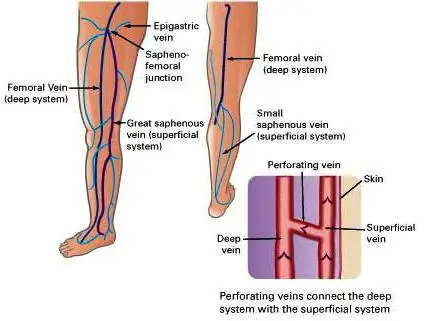 Epigastric
vein
Sapheno-
femoral
junction
Femoral Vein
(deep system)
Great saphenous
vein (superficial
system)
Femoral vein
(deep system)
Small
saphenous vein
(superficial system)
Perforating vein
Skin
Deep
vein
Superficial
vein
Perforating veins connect the deep
system with the superficial system